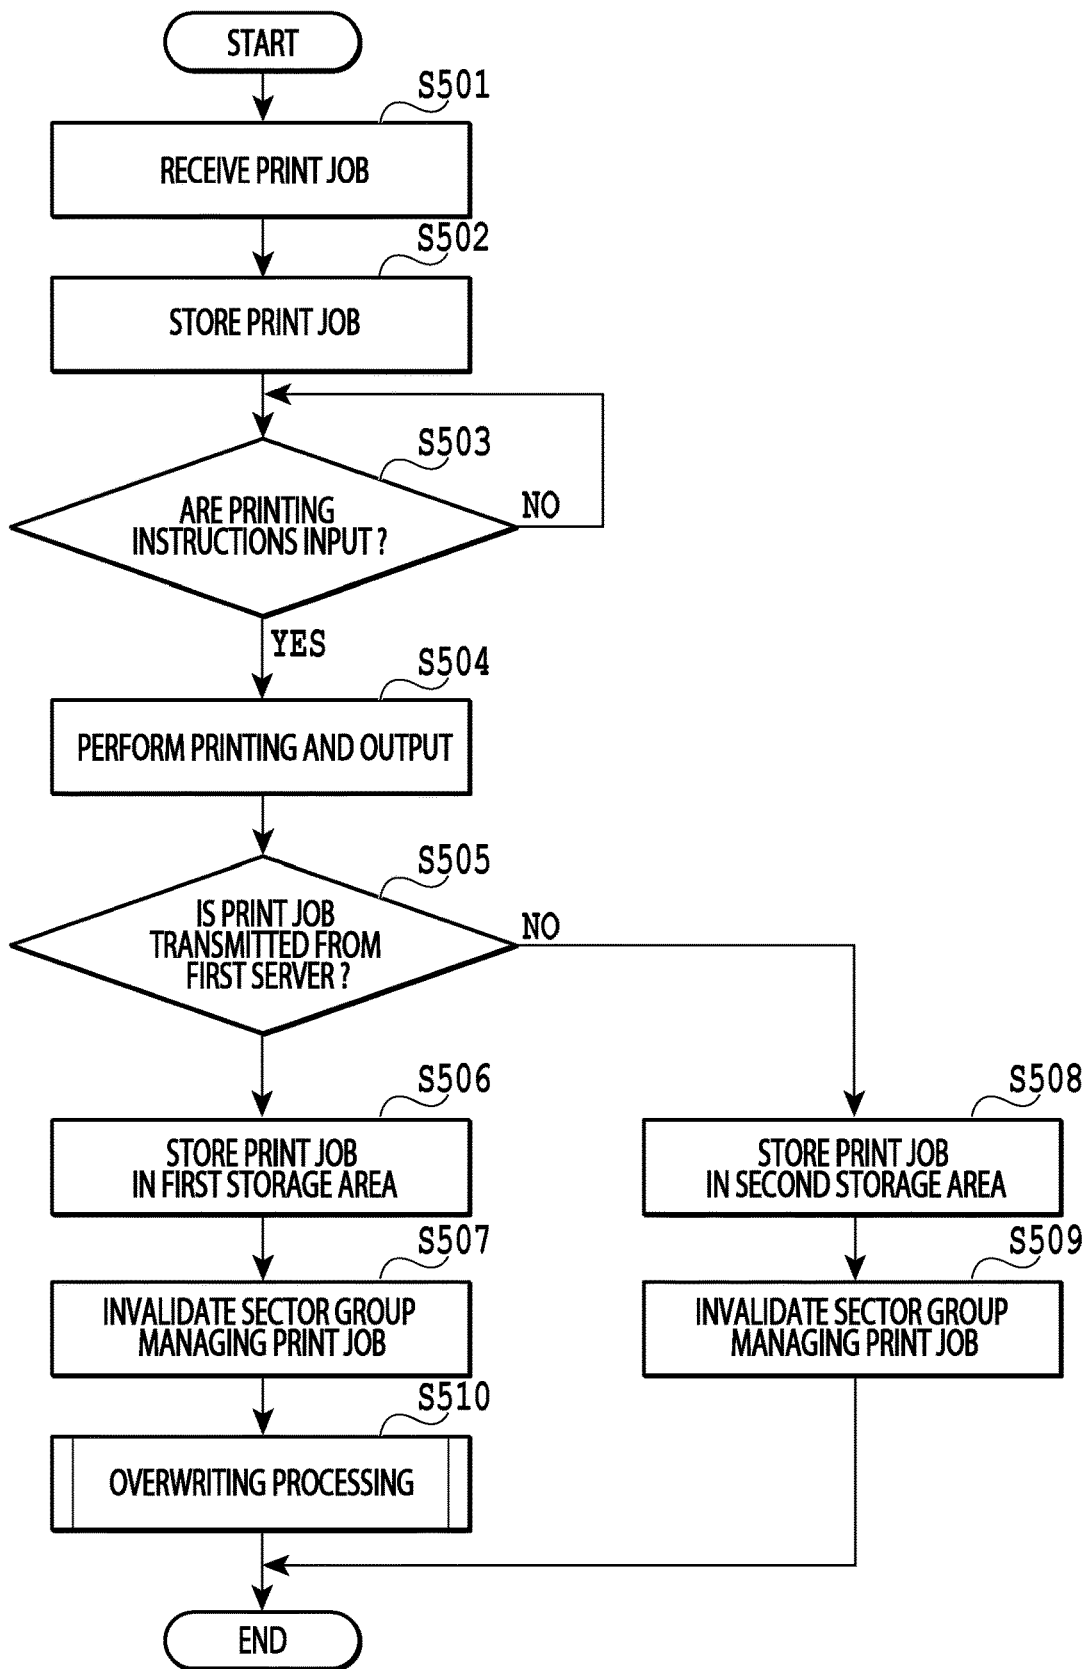 START
S501
RECEIVE PRINT JOB
S502
STORE PRINT JOB
S503
ARE PRINTING
INSTRUCTIONS INPUT ?
NO
YES
S504
PERFORM PRINTING AND OUTPUT
S505
IS PRINT JOB
TRANSMITTED FROM
FIRST SERVER ?
NO
S506
STORE PRINT JOB
IN FIRST STORAGE AREA
S508
STORE PRINT JOB
IN SECOND STORAGE AREA
S507
INVALIDATE SECTOR GROUP
MANAGING PRINT JOB
S509
INVALIDATE SECTOR GROUP
MANAGING PRINT JOB
S510
OVERWRITING PROCESSING
END